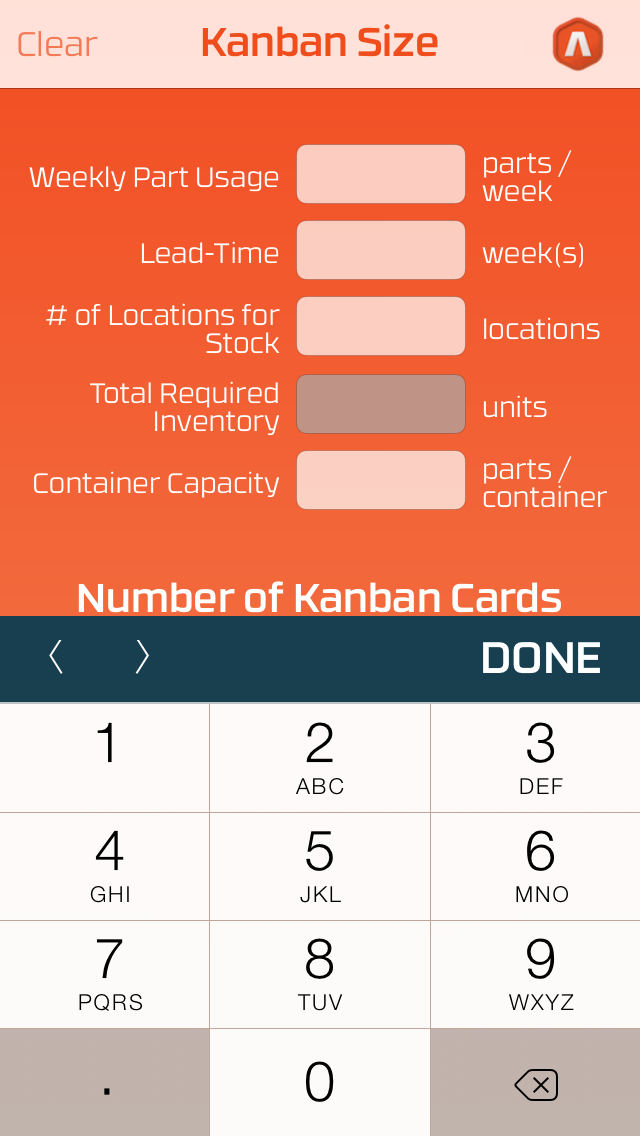 Clear
Kanban Size
Weekly Part Usage
parts /
week
Lead-Time
week(s)
# of Locations for
Stock
locations
Total Required
Inventory
units
Container Capacity
parts /
container
Number of Kanban Cards
DONE
1
2
3
ABC
DEF
4
5
6
GHI
JKL
MNO
7
8
9
PQRS
TUV
WXYZ
.
0